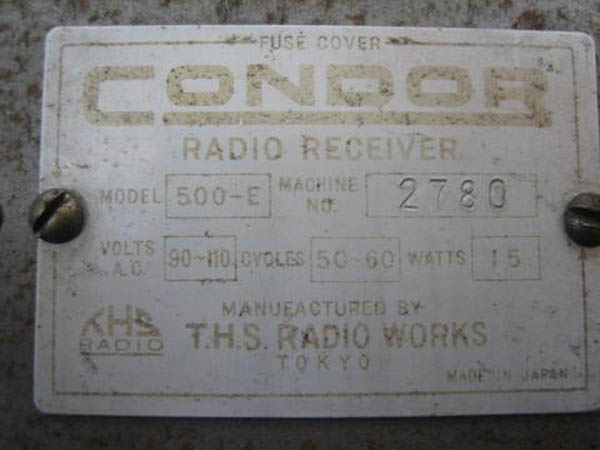 FUSE COVER
CONDOR
RADIO RECEIVER
MODEL 500-E MACHINE NO. 2780
VOLTS A.C. 90~110 CYCLES 50~60 WATTS 15
MANUFACTURED BY
THS RADIO T.H.S. RADIO WORKS
TOKYO
MADE IN JAPAN